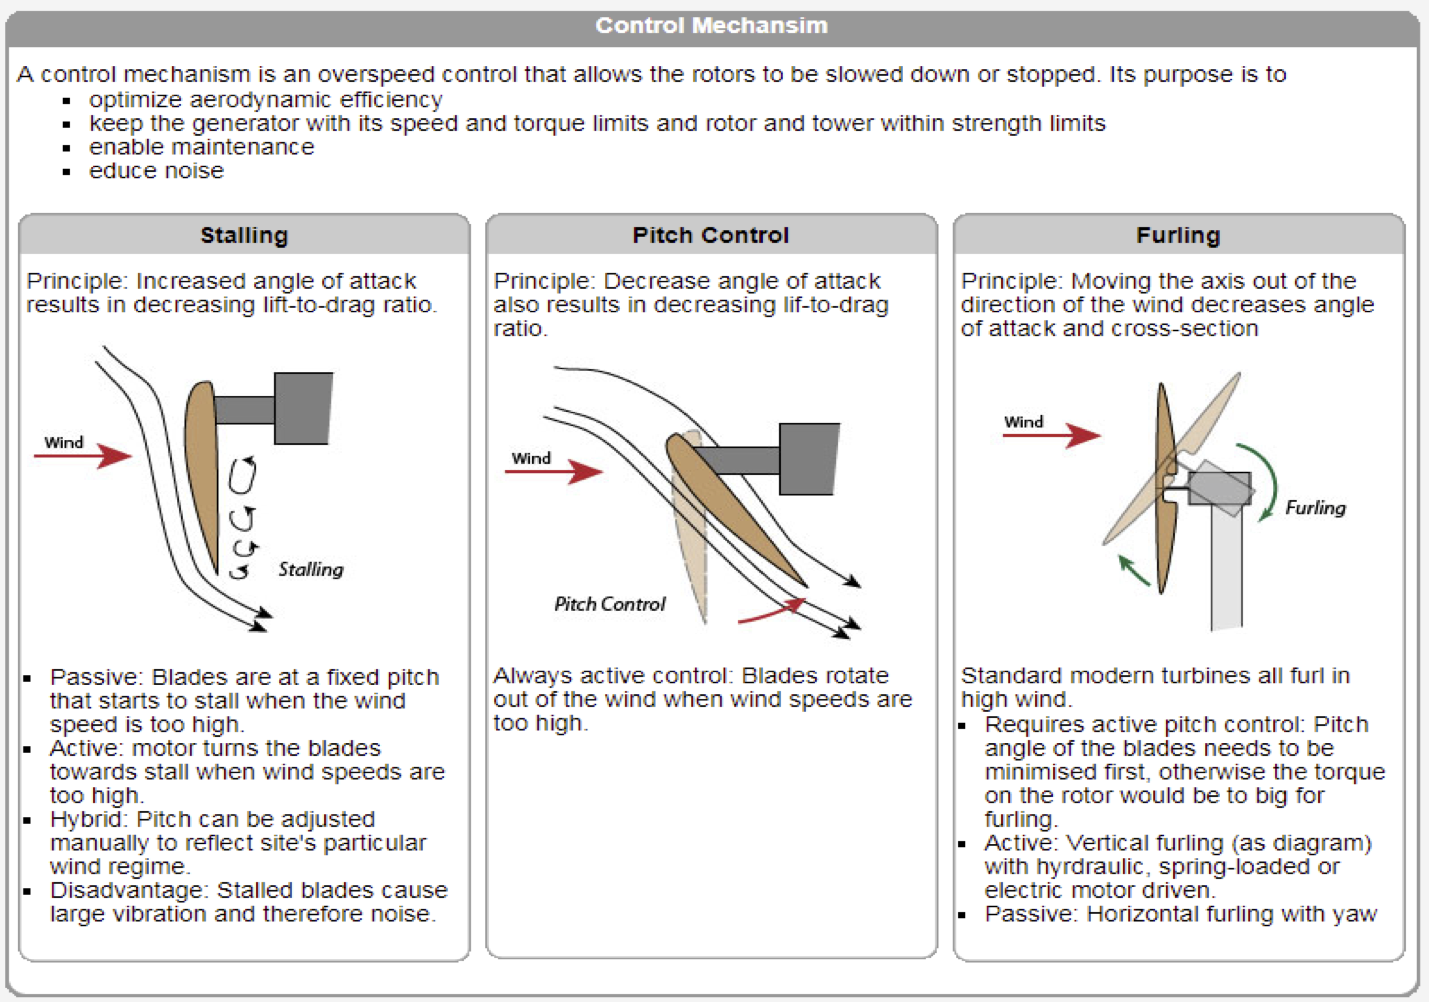 Control Mechansim
A control mechanism is an overspeed control that allows the rotors to be slowed down or stopped. Its purpose is to
▪ optimize aerodynamic efficiency
▪ keep the generator with its speed and torque limits and rotor and tower within strength limits
▪ enable maintenance
▪ educe noise
Stalling
Principle: Increased angle of attack
results in decreasing lift-to-drag ratio.
Wind
Stalling
▪ Passive: Blades are at a fixed pitch
that starts to stall when the wind
speed is too high.
▪ Active: motor turns the blades
towards stall when wind speeds are
too high.
▪ Hybrid: Pitch can be adjusted
manually to reflect site's particular
wind regime.
▪ Disadvantage: Stalled blades cause
large vibration and therefore noise.
Pitch Control
Principle: Decrease angle of attack
also results in decreasing lif-to-drag
ratio.
Wind
Pitch Control
Always active control: Blades rotate
out of the wind when wind speeds are
too high.
Furling
Principle: Moving the axis out of the
direction of the wind decreases angle
of attack and cross-section
Wind
Furling
Standard modern turbines all furl in
high wind.
▪ Requires active pitch control: Pitch
angle of the blades needs to be
minimised first, otherwise the torque
on the rotor would be to big for
furling.
▪ Active: Vertical furling (as diagram)
with hyrdraulic, spring-loaded or
electric motor driven.
▪ Passive: Horizontal furling with yaw